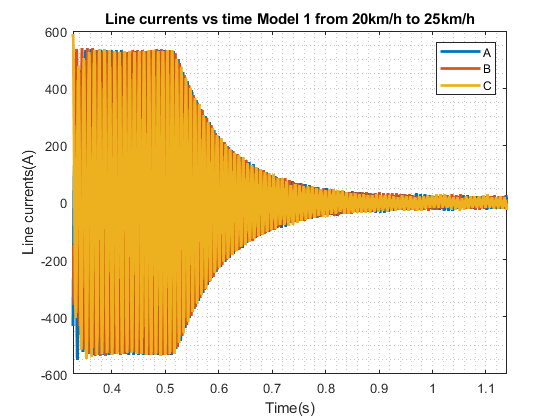 Line currents vs time Model 1 from 20km/h to 25km/h
600
400
200
0
-200
-400
-600
Line currents(A)
A
B
C
0.4
0.5
0.6
0.7
0.8
0.9
1
1.1
Time(s)